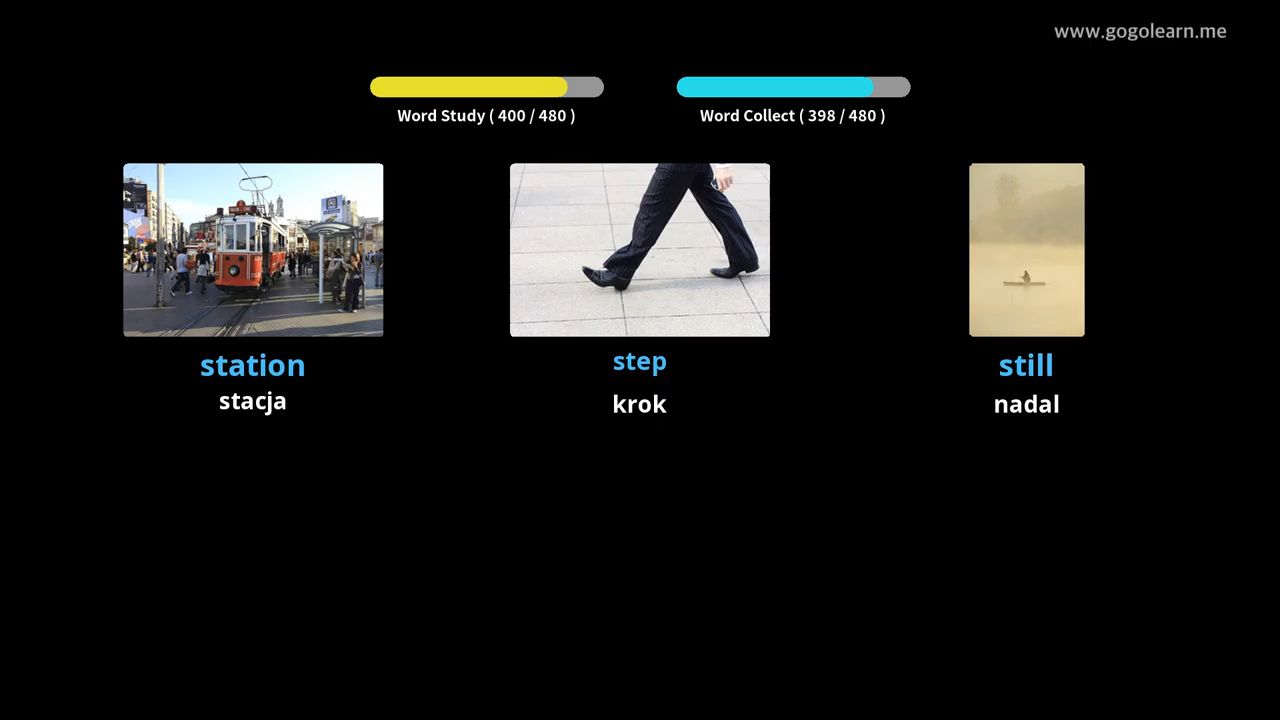 www.gogolearn.me
Word Study ( 400 / 480 )
Word Collect ( 398 / 480 )
station
step
still
stacja
krok
nadal